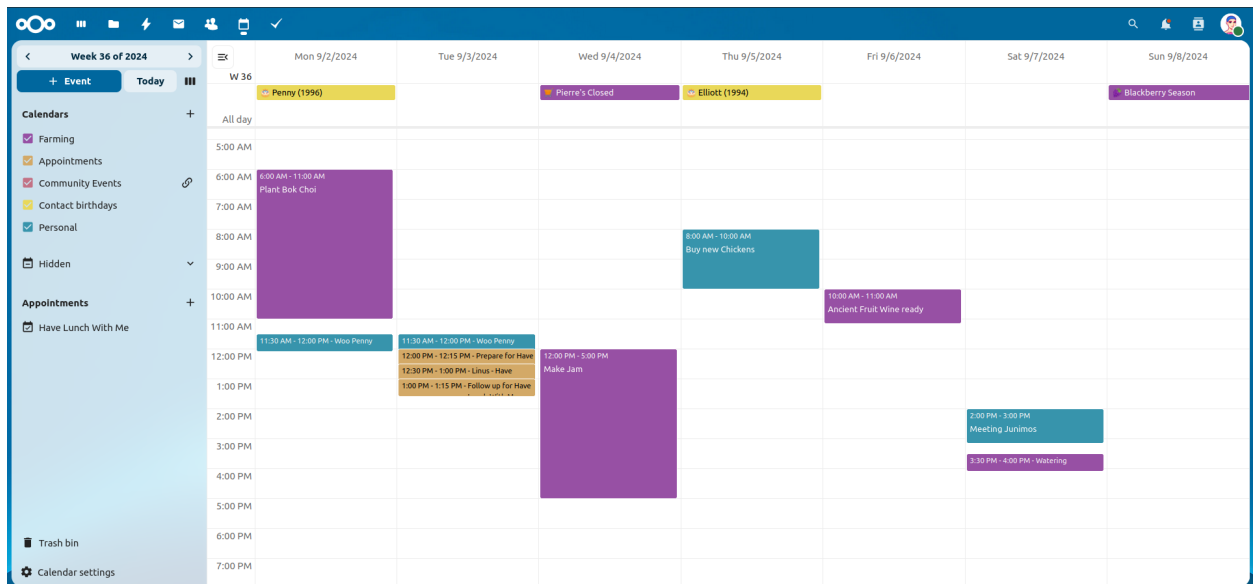 Week 36 of 2024
+ Event
Today
Calendars
Farming
Appointments
Community Events
Contact birthdays
Personal
Hidden
Appointments
Have Lunch With Me
Trash bin
Calendar settings
Mon 9/2/2024
Tue 9/3/2024
Wed 9/4/2024
Thu 9/5/2024
Fri 9/6/2024
Sat 9/7/2024
Sun 9/8/2024
W 36
All day
Penny (1996)
Pierre's Closed
Elliott (1994)
Blackberry Season
5:00 AM
6:00 AM
7:00 AM
8:00 AM
9:00 AM
10:00 AM
11:00 AM
12:00 PM
1:00 PM
2:00 PM
3:00 PM
4:00 PM
5:00 PM
6:00 PM
7:00 PM
6:00 AM - 11:00 AM
Plant Bok Choi
11:30 AM - 12:00 PM - Woo Penny
11:30 AM - 12:00 PM - Woo Penny
12:00 PM - 12:15 PM - Prepare for Have
12:30 PM - 1:00 PM - Linus - Have
1:00 PM - 1:15 PM - Follow up for Have
12:00 PM - 5:00 PM
Make Jam
8:00 AM - 10:00 AM
Buy new Chickens
10:00 AM - 11:00 AM
Ancient Fruit Wine ready
2:00 PM - 3:00 PM
Meeting Junimos
3:30 PM - 4:00 PM - Watering